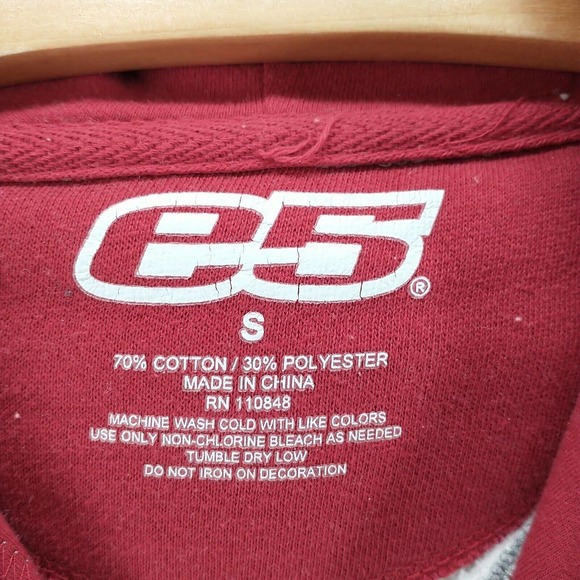 e5®
S
70% COTTON / 30% POLYESTER
MADE IN CHINA
RN 110848
MACHINE WASH COLD WITH LIKE COLORS
USE ONLY NON-CHLORINE BLEACH AS NEEDED
TUMBLE DRY LOW
DO NOT IRON ON DECORATION